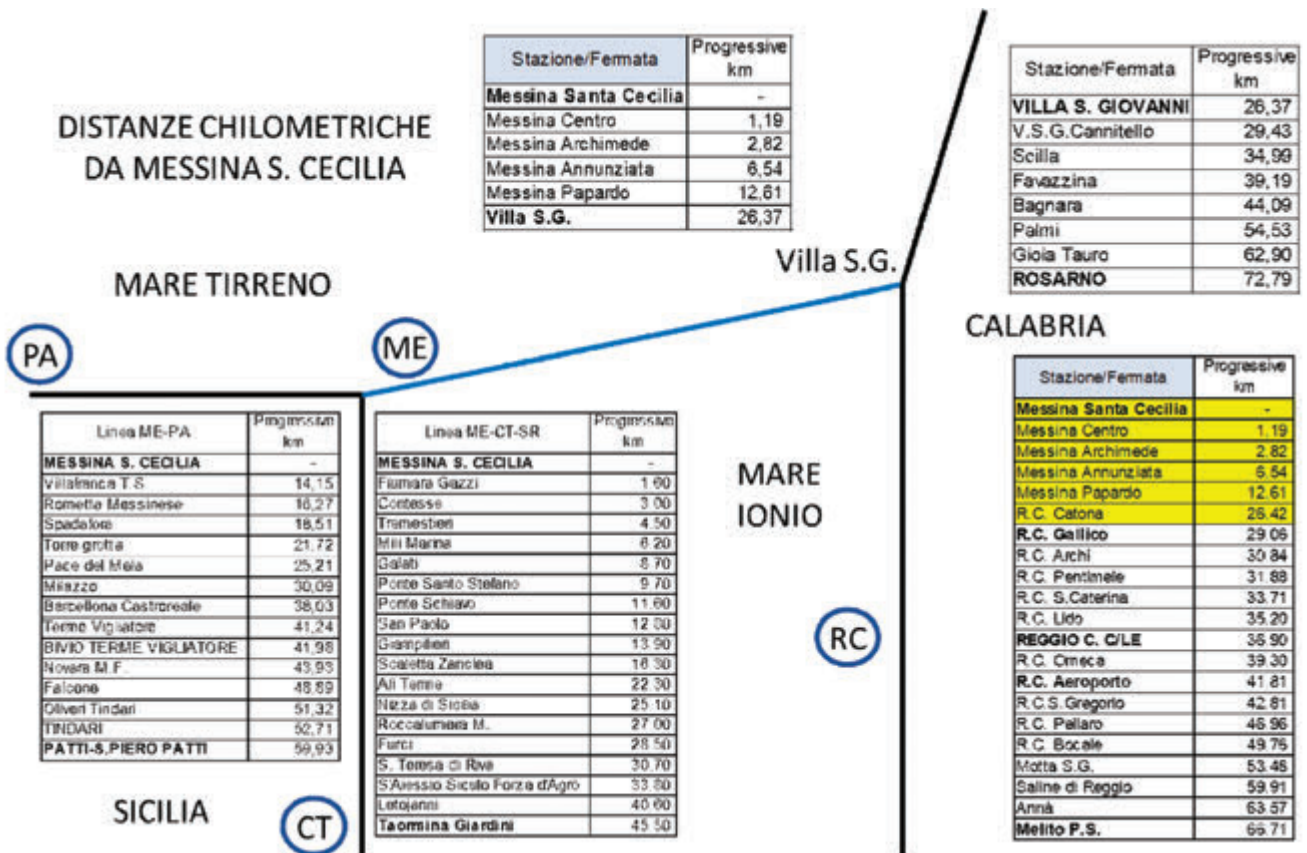 DISTANZE CHILOMETRICHE
DA MESSINA S. CECILIA
Stazione/Fermata Progressive km
Messina Santa Cecilia -
Messina Centro 1,19
Messina Archimede 2,82
Messina Annunziata 6,54
Messina Papardo 12,61
Villa S.G. 26,37
Stazione/Fermata Progressive km
VILLA S. GIOVANNI 26,37
V.S.G.Cannitello 29,43
Scilla 34,99
Favazzina 39,19
Bagnara 44,09
Palmi 54,53
Gioia Tauro 62,90
ROSARNO 72,79
MARE TIRRENO
Villa S.G.
CALABRIA
PA
ME
Linea ME-PA Progressive km
MESSINA S. CECILIA -
Villafranca T.S 14,15
Rometta Messinese 16,27
Spadafora 18,51
Torre grotta 21,72
Pace del Mela 25,21
Milazzo 30,09
Barcellona Castroreale 38,03
Terme Vigliatore 41,24
BIVIO TERME VIGLIATORE 41,98
Novara M.F. 43,93
Falcone 48,89
Oliveri Tindari 51,32
TINDARI 52,71
PATTI-S.PIERO PATTI 59,93
Linea ME-CT-SR Progressive km
MESSINA S. CECILIA -
Fiumara Gazzi 1.60
Contesse 3.00
Tremestieri 4.50
Mili Marina 6.20
Galati 8.70
Ponte Santo Stefano 9.70
Ponte Schiavo 11.60
San Paolo
Giampilieri 13.90
Scaletta Zanclea 16.30
Alì Terme 22.30
Nizza di Sicilia 25.10
Roccalumera M. 27.00
Furci 28.50
S. Teresa di Riva 30.70
S'Alessio Siculo Forza d'Agrò 33.80
Letojanni 40.60
Taormina Giardini 45.50
MARE
IONIO
RC
Stazione/Fermata Progressive km
Messina Santa Cecilia -
Messina Centro 1,19
Messina Archimede 2,82
Messina Annunziata 6,54
Messina Papardo 12,61
R.C. Catona 26,42
R.C. Gallico 29,06
R.C. Archi 30,84
R.C. Pentimele 31,88
R.C. S.Caterina 33,71
R.C. Lido 35,20
REGGIO C. C/LE 36,90
R.C. Omeca 39,30
R.C. Aeroporto 41,81
R.C.S.Gregorio 42,81
R.C. Pellaro 46,96
R.C. Bocale 49,75
Motta S.G. 53,48
Saline di Reggio 59,91
Annà 63,57
Melito P.S. 66,71
SICILIA
CT